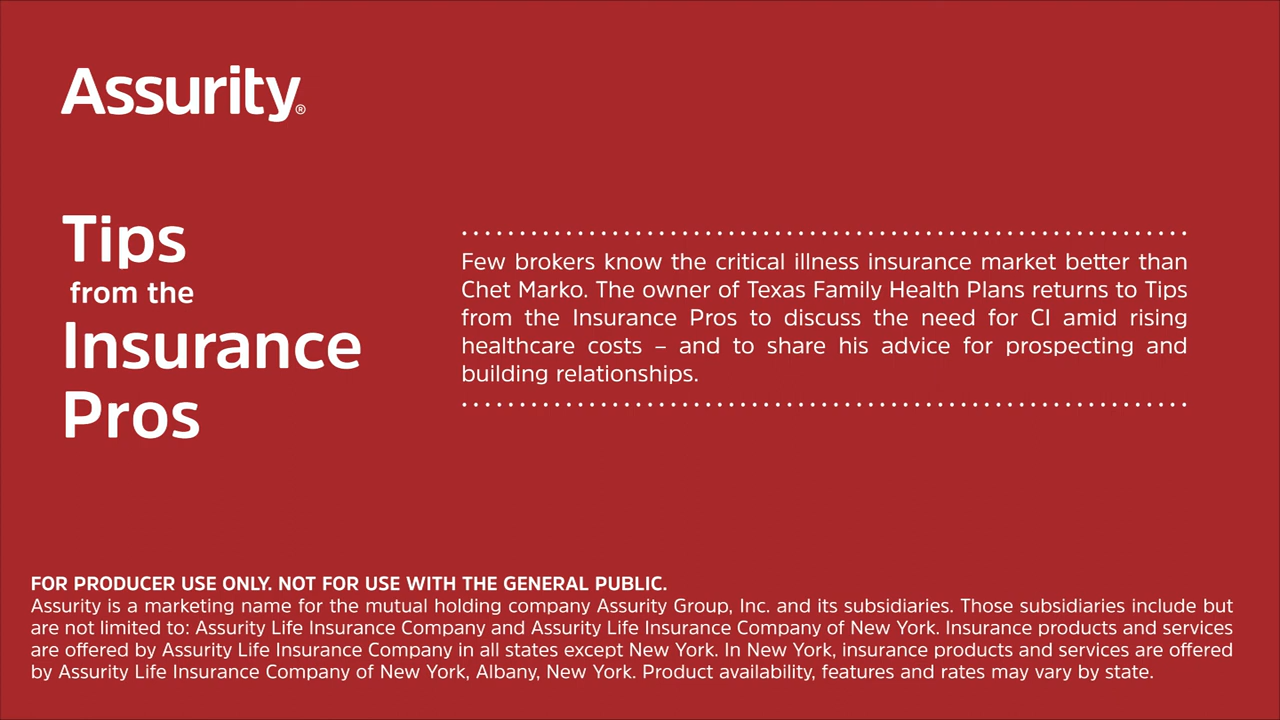 Assurity®
Tips
from the
Insurance
Pros
Few brokers know the critical illness insurance market better than
Chet Marko. The owner of Texas Family Health Plans returns to Tips
from the Insurance Pros to discuss the need for CI amid rising
healthcare costs – and to share his advice for prospecting and
building relationships.
FOR PRODUCER USE ONLY. NOT FOR USE WITH THE GENERAL PUBLIC.
Assurity is a marketing name for the mutual holding company Assurity Group, Inc. and its subsidiaries. Those subsidiaries include but
are not limited to: Assurity Life Insurance Company and Assurity Life Insurance Company of New York. Insurance products and services
are offered by Assurity Life Insurance Company in all states except New York. In New York, insurance products and services are offered
by Assurity Life Insurance Company of New York, Albany, New York. Product availability, features and rates may vary by state.